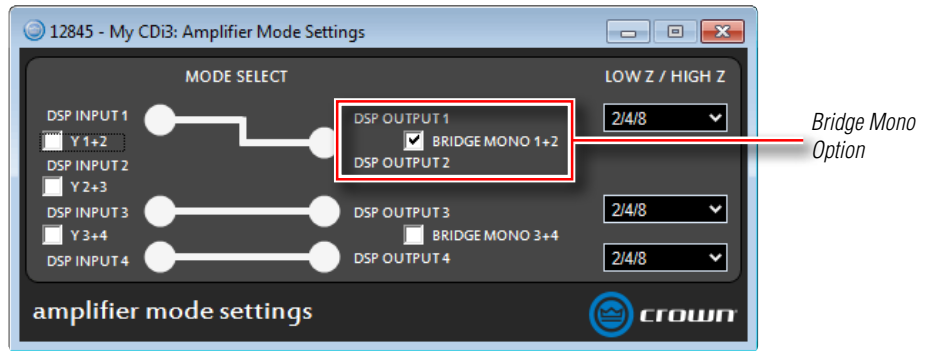 12845 - My CDi3: Amplifier Mode Settings
MODE SELECT
LOW Z / HIGH Z
DSP INPUT 1
DSP OUTPUT 1
2/4/8
Y 1+2
BRIDGE MONO 1+2
DSP INPUT 2
DSP OUTPUT 2
Bridge Mono
Option
Y 2+3
DSP INPUT 3
DSP OUTPUT 3
2/4/8
Y 3+4
BRIDGE MONO 3+4
DSP INPUT 4
DSP OUTPUT 4
2/4/8
amplifier mode settings
crown